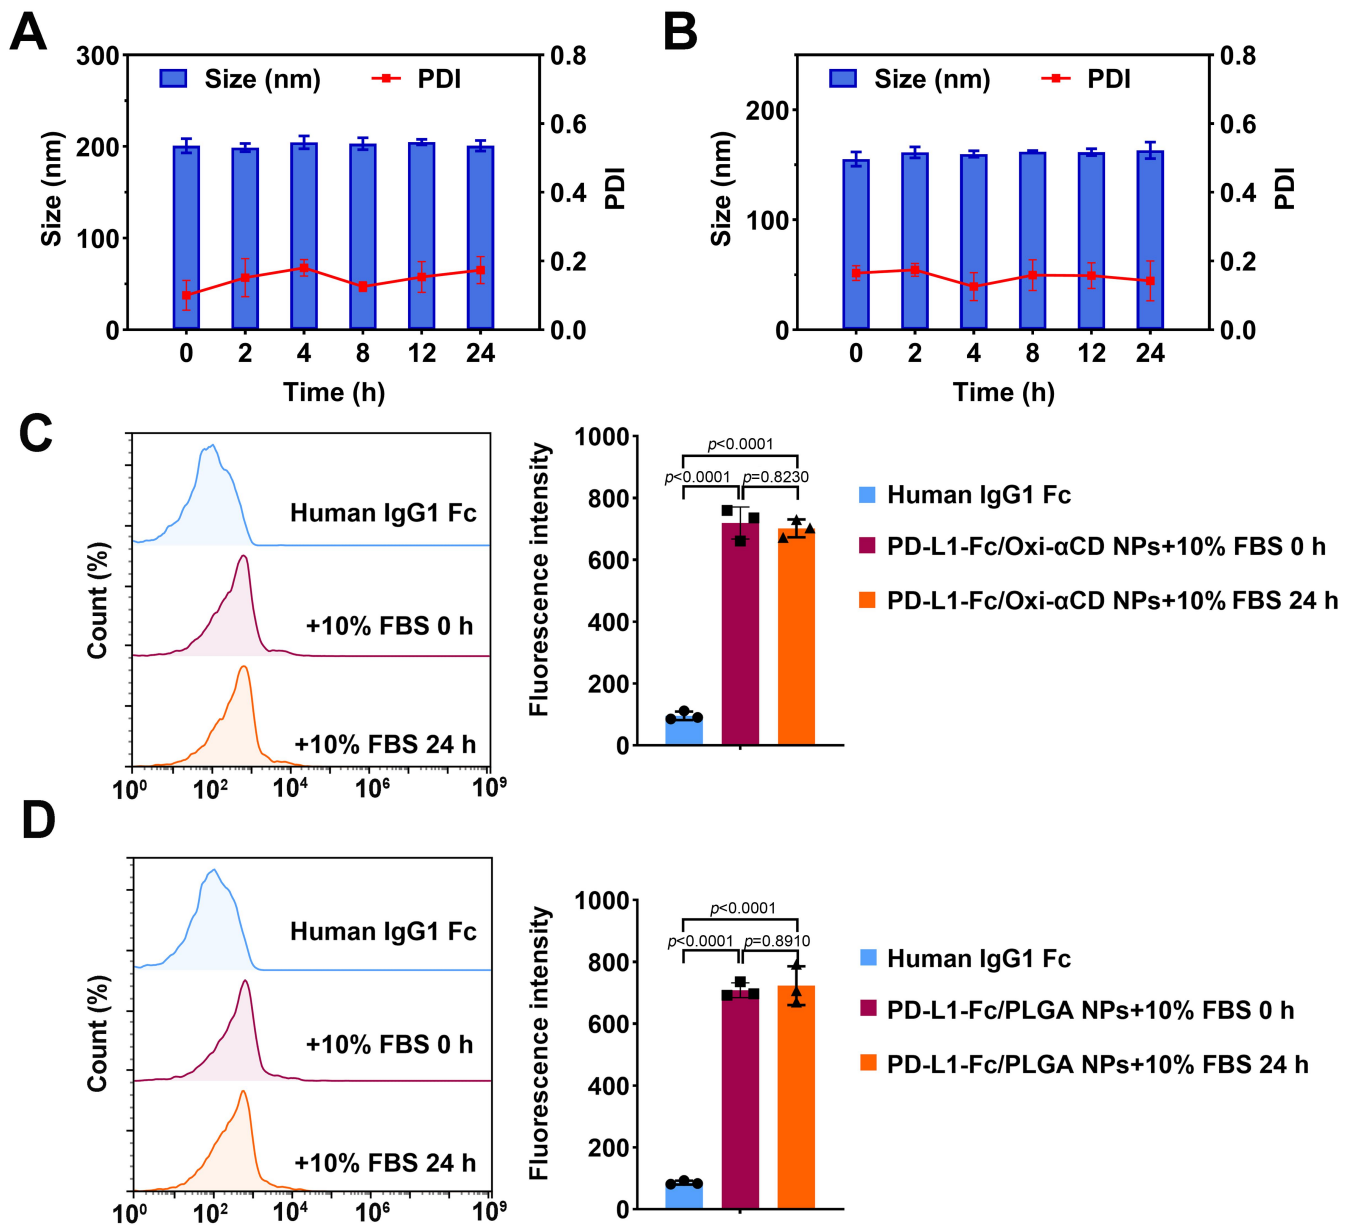 A
300
200
100
0
Size (nm)
Size (nm)
PDI
0.8
0.6
0.4
0.2
0.0
PDI
0 2 4 8 12 24
Time (h)
B
200
100
0
Size (nm)
Size (nm)
PDI
0.8
0.6
0.4
0.2
0.0
PDI
0 2 4 8 12 24
Time (h)
C
Count (%)
Human IgG1 Fc
+10% FBS 0 h
+10% FBS 24 h
10⁰ 10² 10⁴ 10⁶ 10⁹
Fluorescence intensity
1000
800
600
400
200
0
p<0.0001
p<0.0001 p=0.8230
Human IgG1 Fc
PD-L1-Fc/Oxi-αCD NPs+10% FBS 0 h
PD-L1-Fc/Oxi-αCD NPs+10% FBS 24 h
D
Count (%)
Human IgG1 Fc
+10% FBS 0 h
+10% FBS 24 h
10⁰ 10² 10⁴ 10⁶ 10⁹
Fluorescence intensity
1000
800
600
400
200
0
p<0.0001
p<0.0001 p=0.8910
Human IgG1 Fc
PD-L1-Fc/PLGA NPs+10% FBS 0 h
PD-L1-Fc/PLGA NPs+10% FBS 24 h